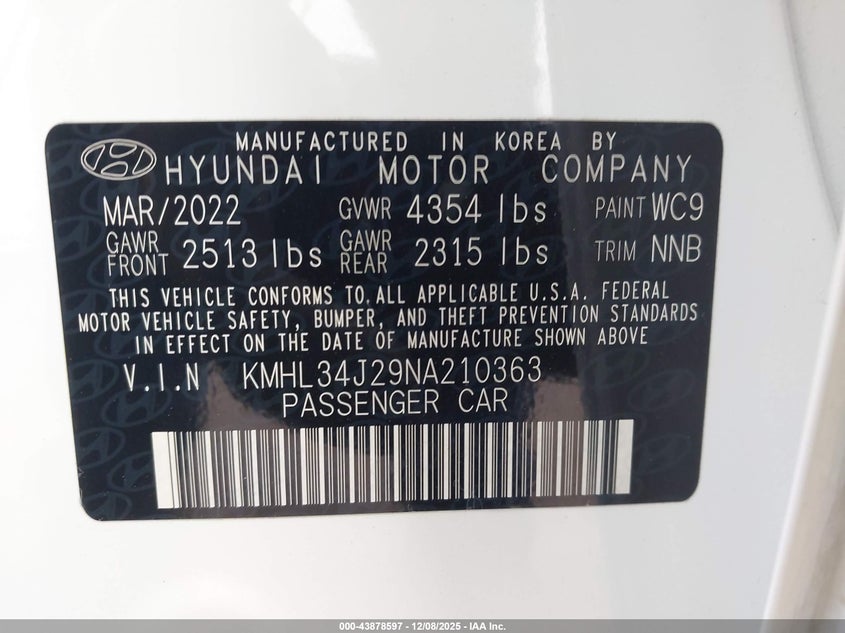 MANUFACTURED IN KOREA BY
HYUNDAI MOTOR COMPANY
MAR/2022 GVWR 4354 lbs PAINT WC9
GAWR FRONT 2513 lbs GAWR REAR 2315 lbs TRIM NNB
THIS VEHICLE CONFORMS TO ALL APPLICABLE U.S.A. FEDERAL
MOTOR VEHICLE SAFETY, BUMPER, AND THEFT PREVENTION STANDARDS
IN EFFECT ON THE DATE OF MANUFACTURE SHOWN ABOVE
V.I.N KMHL34J29NA210363
PASSENGER CAR
000-43878597 - 12/08/2025 - IAA Inc.